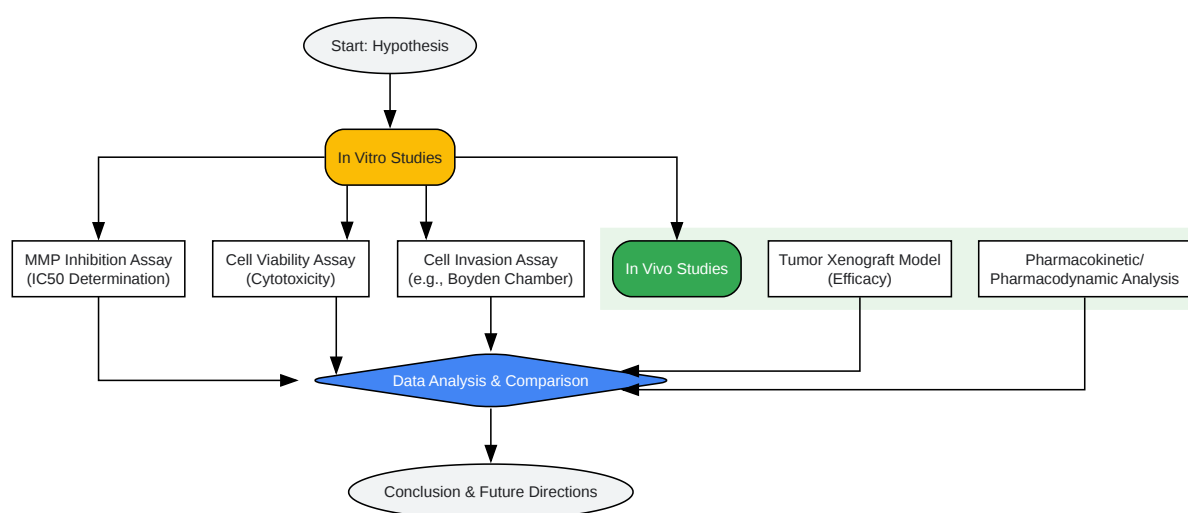 Start: Hypothesis
In Vitro Studies
MMP Inhibition Assay
(IC50 Determination)
Cell Viability Assay
(Cytotoxicity)
Cell Invasion Assay
(e.g., Boyden Chamber)
In Vivo Studies
Tumor Xenograft Model
(Efficacy)
Pharmacokinetic/
Pharmacodynamic Analysis
Data Analysis & Comparison
Conclusion & Future Directions